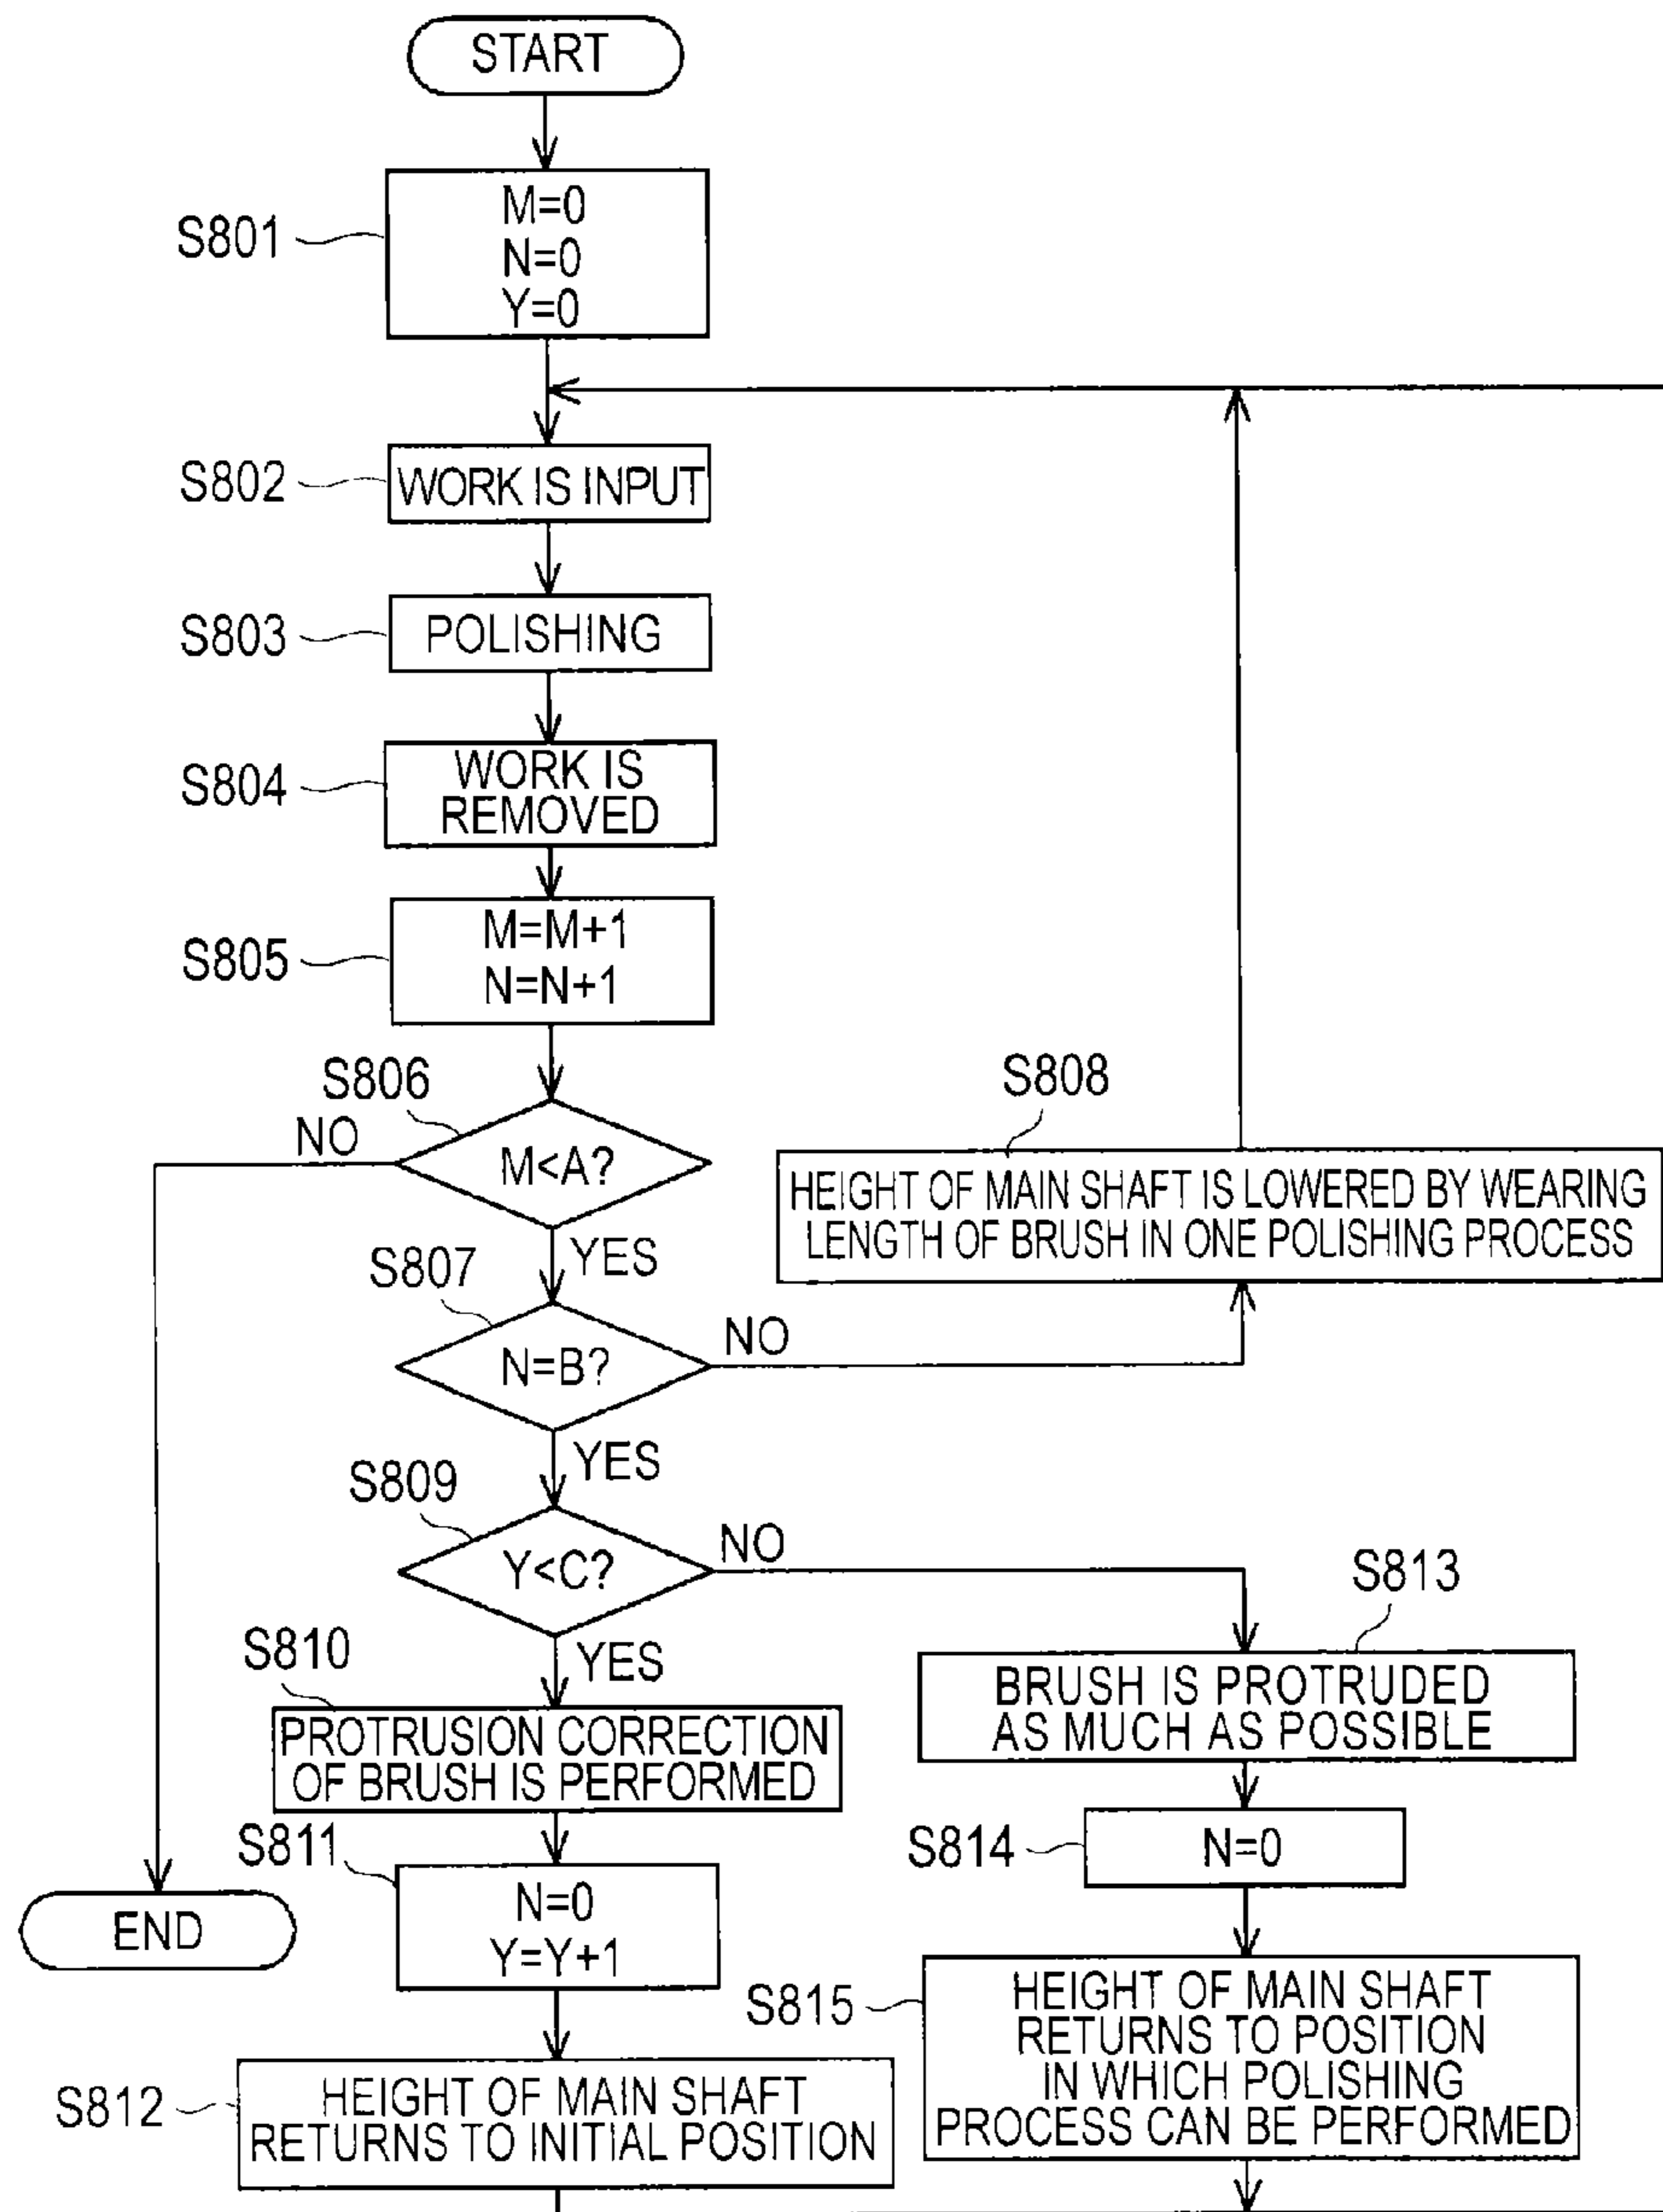 START
S801
M=0
N=0
Y=0
S802
WORK IS INPUT
S803
POLISHING
S804
WORK IS
REMOVED
S805
M=M+1
N=N+1
S806
NO
M<A?
YES
S808
HEIGHT OF MAIN SHAFT IS LOWERED BY WEARING
LENGTH OF BRUSH IN ONE POLISHING PROCESS
S807
N=B?
NO
YES
S809
Y<C?
NO
YES
S813
BRUSH IS PROTRUDED
AS MUCH AS POSSIBLE
S810
PROTRUSION CORRECTION
OF BRUSH IS PERFORMED
S814
N=0
S811
N=0
Y=Y+1
END
S815
HEIGHT OF MAIN SHAFT
RETURNS TO POSITION
IN WHICH POLISHING
PROCESS CAN BE PERFORMED
S812
HEIGHT OF MAIN SHAFT
RETURNS TO INITIAL POSITION